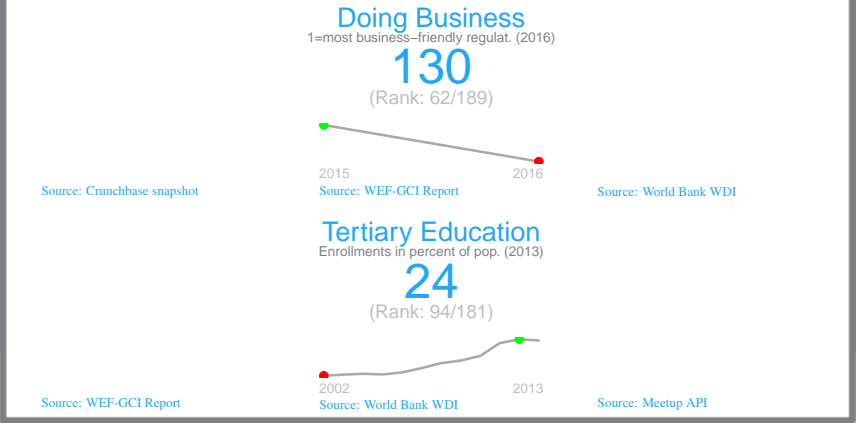 Doing Business
1=most business−friendly regulat. (2016)
130
(Rank: 62/189)
2015 2016
Source: Crunchbase snapshot
Source: WEF-GCI Report
Source: World Bank WDI
Tertiary Education
Enrollments in percent of pop. (2013)
24
(Rank: 94/181)
2002 2013
Source: WEF-GCI Report
Source: World Bank WDI
Source: Meetup API